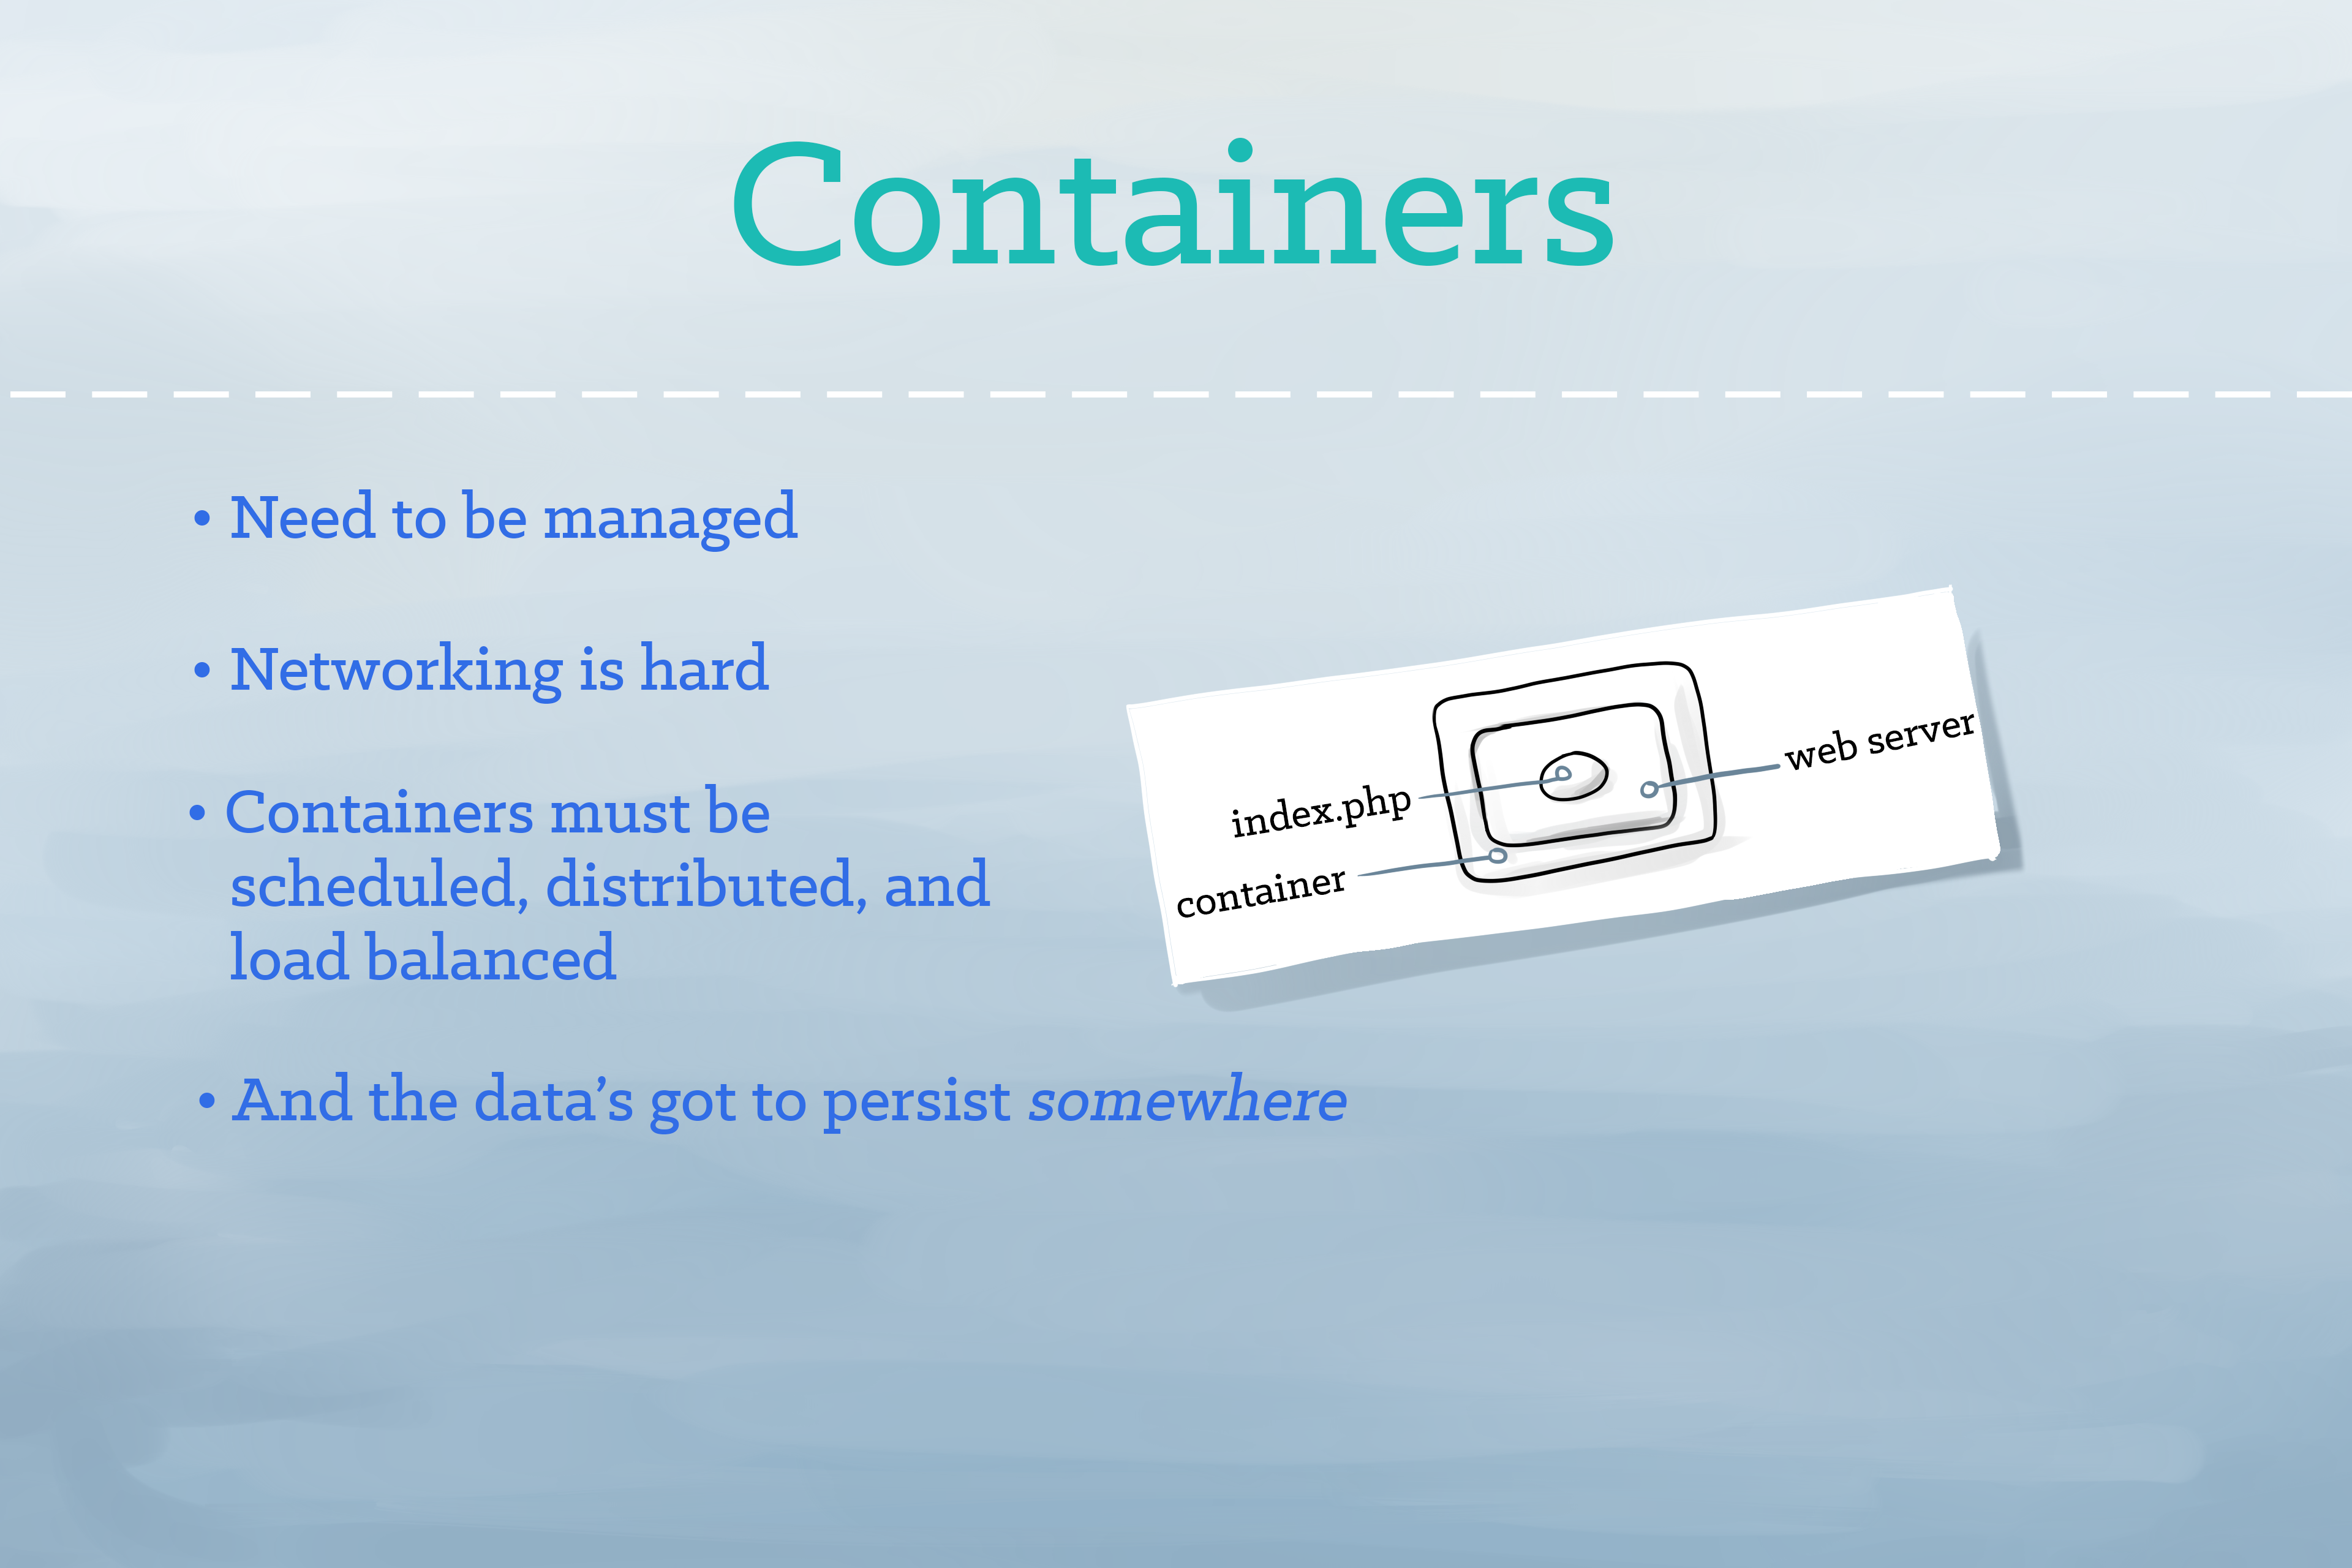 Containers
• Need to be managed
• Networking is hard
• Containers must be
scheduled, distributed, and
load balanced
• And the data’s got to persist somewhere
index.php
container
web server